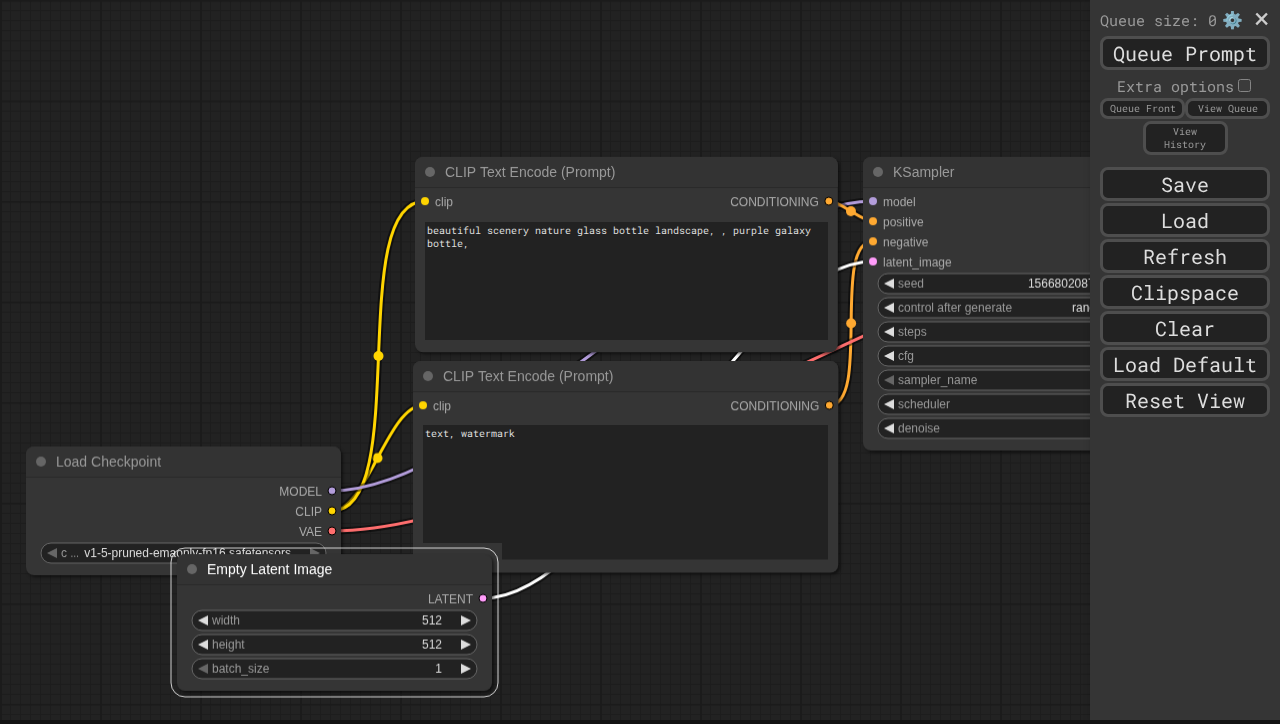 Queue size: 0
Queue Prompt
Extra options
Queue Front
View Queue
View
History
Save
Load
Refresh
Clipspace
Clear
Load Default
Reset View
CLIP Text Encode (Prompt)
clip
CONDITIONING
beautiful scenery nature glass bottle landscape, , purple galaxy
bottle,
KSampler
model
positive
negative
latent_image
seed 1566802087
control after generate ran
steps
cfg
sampler_name
scheduler
denoise
CLIP Text Encode (Prompt)
clip
CONDITIONING
text, watermark
Load Checkpoint
MODEL
CLIP
VAE
c ... v1-5-pruned-emaonly-fp16.safetensors
Empty Latent Image
LATENT
width 512
height 512
batch_size 1